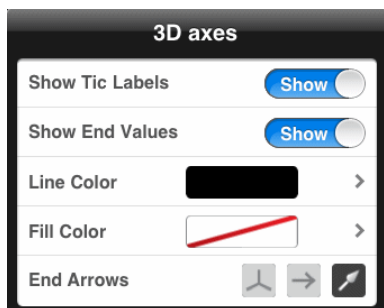 3D axes
Show Tic Labels Show
Show End Values Show
Line Color
Fill Color
End Arrows